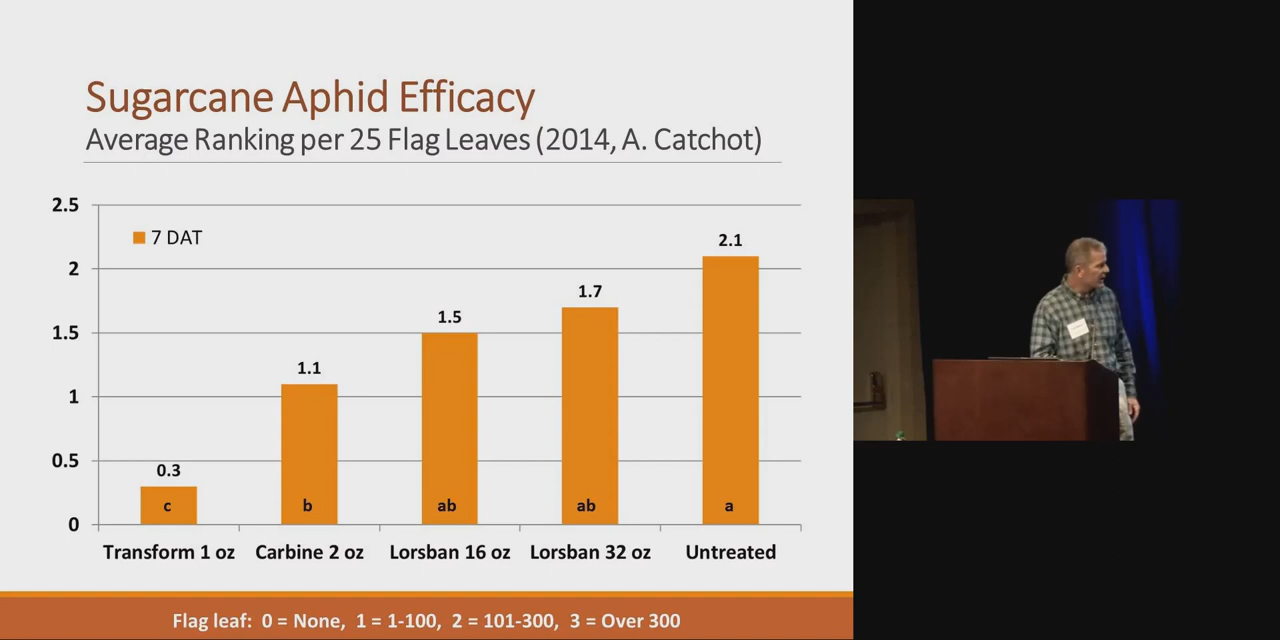 Sugarcane Aphid Efficacy
Average Ranking per 25 Flag Leaves (2014, A. Catchot)
2.5
7 DAT
2.1
2
1.7
1.5
1.5
1.1
1
0.5
0.3
c b ab ab a
0
Transform 1 oz Carbine 2 oz Lorsban 16 oz Lorsban 32 oz Untreated
Flag leaf: 0 = None, 1 = 1-100, 2 = 101-300, 3 = Over 300